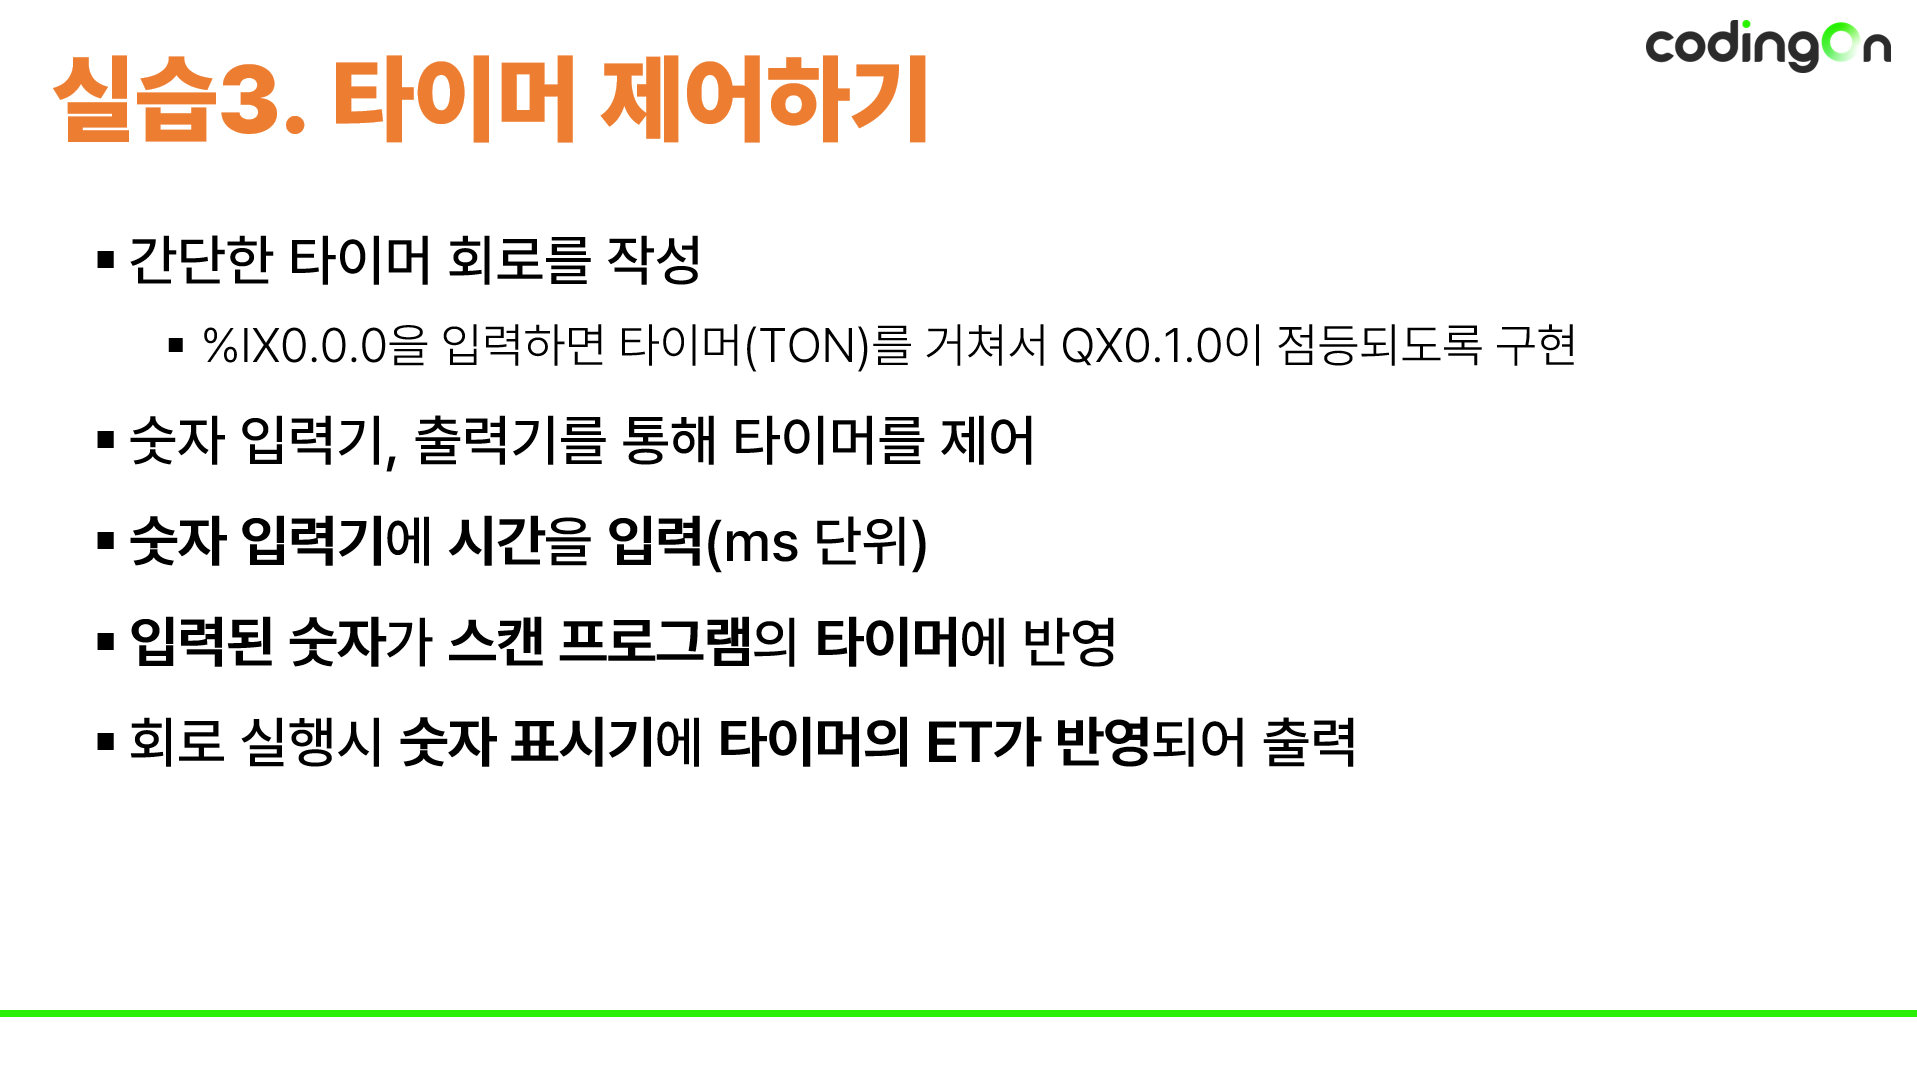 codingOn
실습3. 타이머 제어하기
▪ 간단한 타이머 회로를 작성
▪ %IX0.0.0을 입력하면 타이머(TON)를 거쳐서 QX0.1.0이 점등되도록 구현
▪ 숫자 입력기, 출력기를 통해 타이머를 제어
▪ 숫자 입력기에 시간을 입력(ms 단위)
▪ 입력된 숫자가 스캔 프로그램의 타이머에 반영
▪ 회로 실행시 숫자 표시기에 타이머의 ET가 반영되어 출력